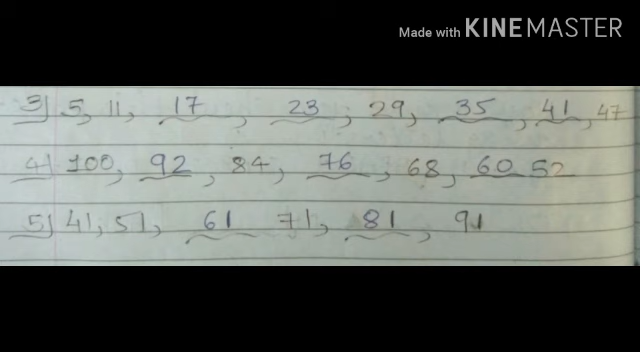 Made with KINEMASTER
3) 5, 11, 17, 23, 29, 35, 41, 47
4) 100, 92, 84, 76, 68, 60 52
5) 41, 51, 61 71, 81, 91